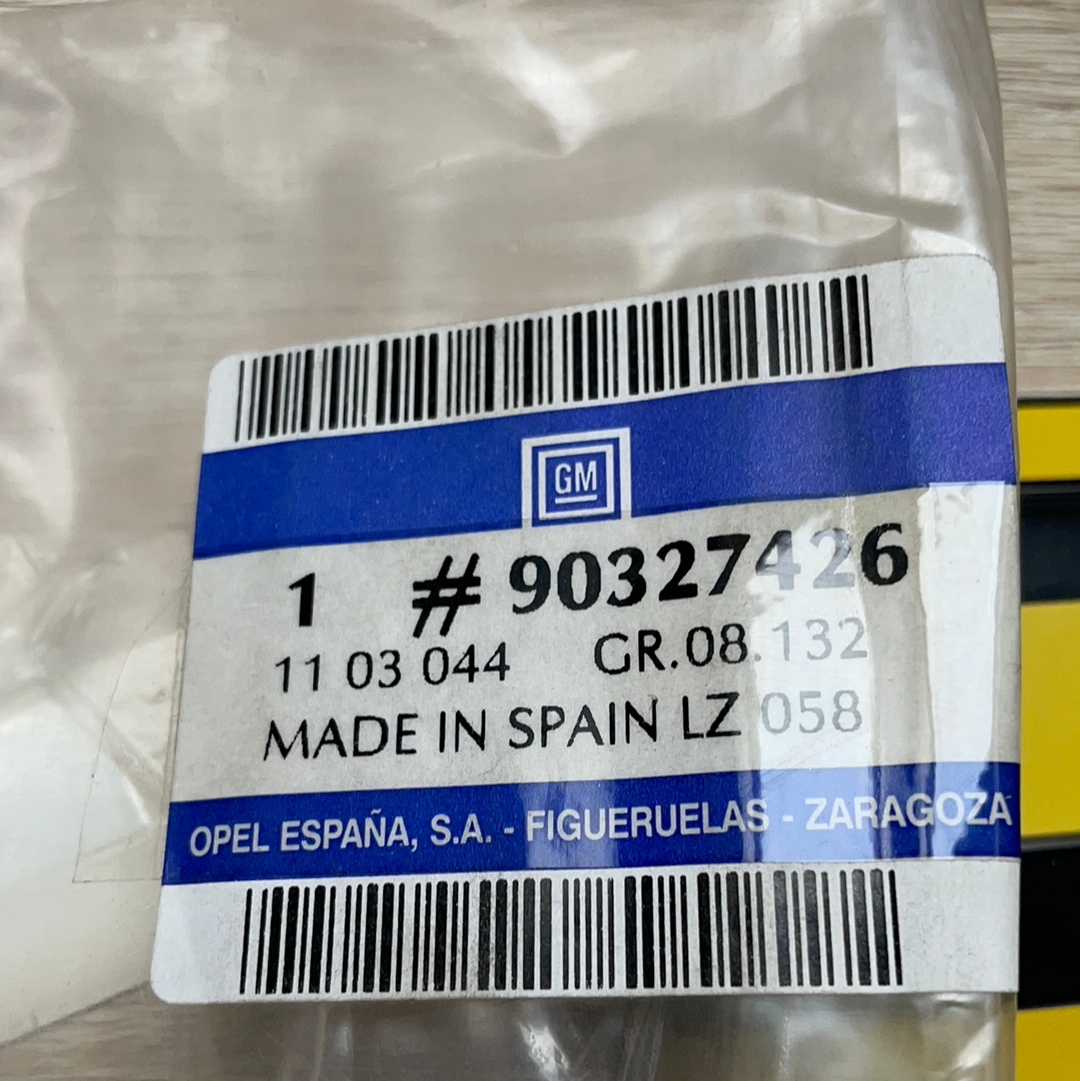 GM
1 #90327426
11 03 044 GR.08.132
MADE IN SPAIN LZ 058
OPEL ESPAÑA, S.A. - FIGUERUELAS - ZARAGOZA